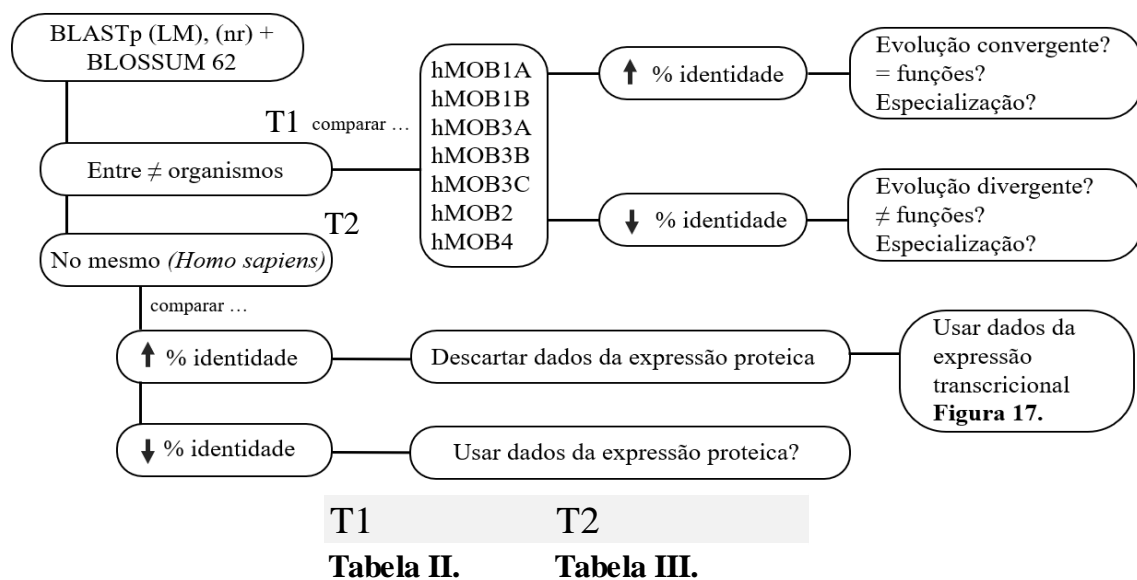 BLASTp (LM), (nr) +
BLOSSUM 62
T1 comparar ...
Entre ≠ organismos
T2
No mesmo (Homo sapiens)
hMOB1A
hMOB1B
hMOB3A
hMOB3B
hMOB3C
hMOB2
hMOB4
↑ % identidade
Evolução convergente?
= funções?
Especialização?
↓ % identidade
Evolução divergente?
≠ funções?
Especialização?
comparar ...
↑ % identidade
Descartar dados da expressão proteica
Usar dados da
expressão
transcricional
Figura 17.
↓ % identidade
Usar dados da expressão proteica?
T1 T2
Tabela II. Tabela III.